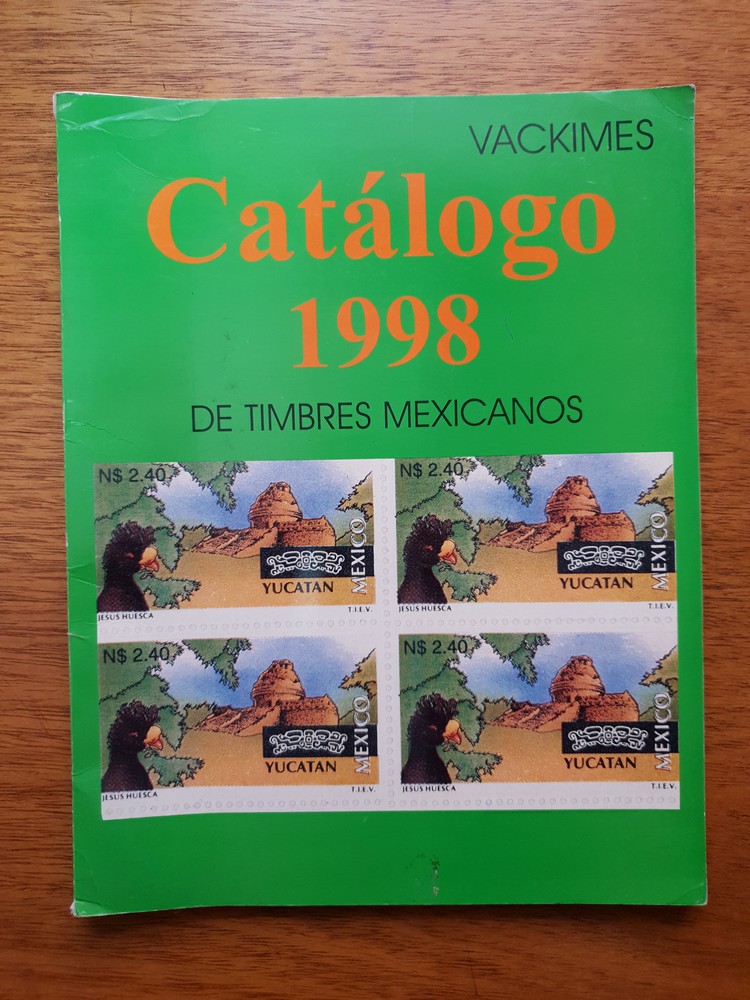 VACKIMES
Catálogo
1998
DE TIMBRES MEXICANOS
N$ 2.40
MEXICO
YUCATAN
JESUS HUESCA
T.I.E.V.
N$ 2.40
MEXICO
YUCATAN
JESUS HUESCA
T.I.E.V.
N$ 2.40
MEXICO
YUCATAN
JESUS HUESCA
T.I.E.V.
N$ 2.40
MEXICO
YUCATAN
JESUS HUESCA
T.I.E.V.